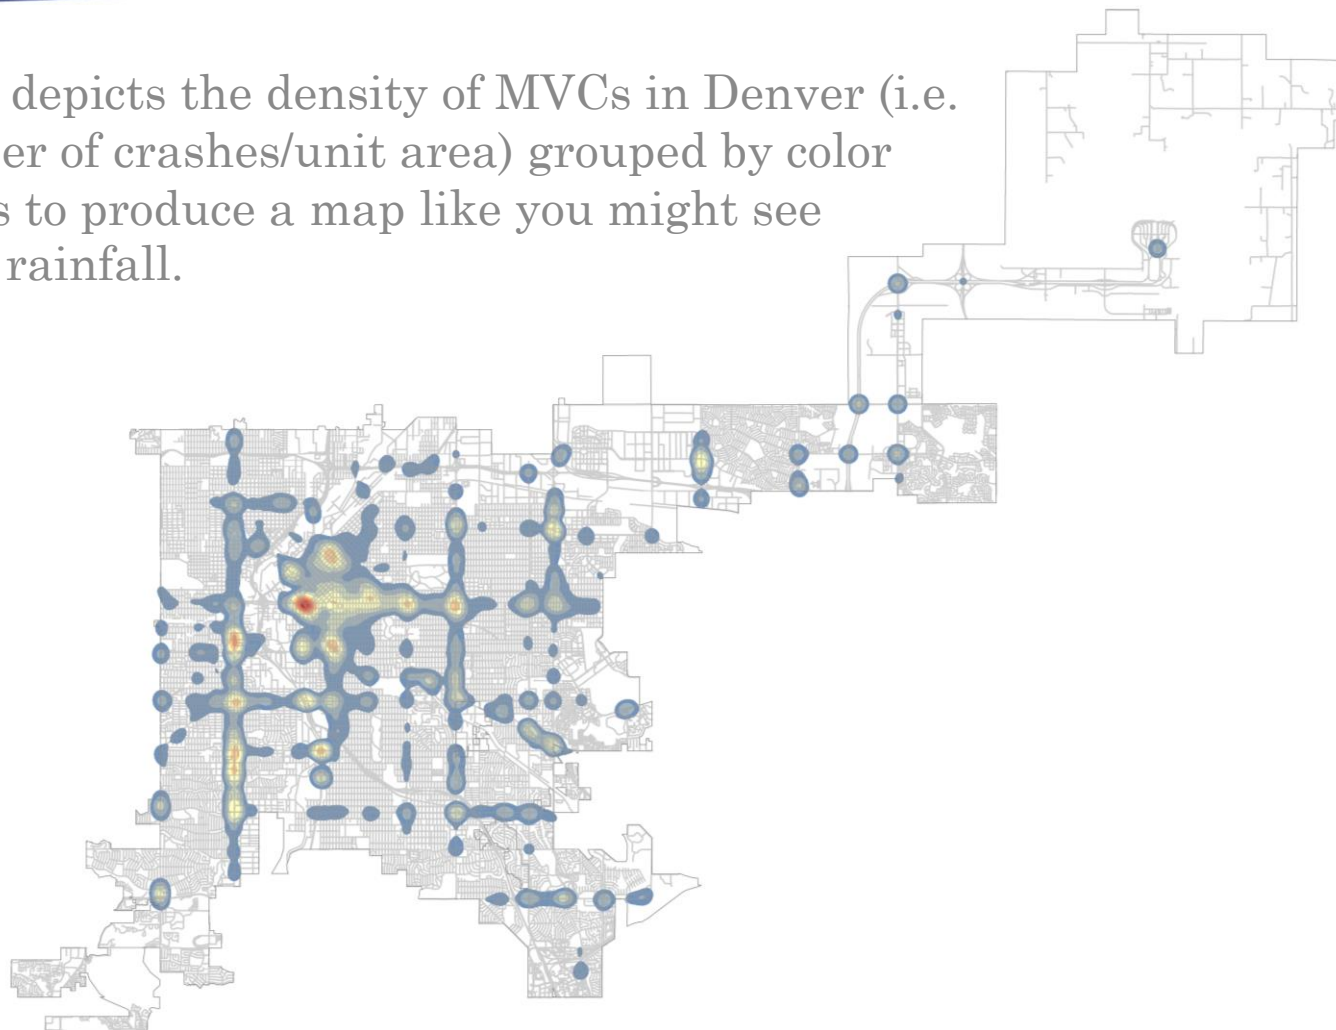 depicts the density of MVCs in Denver (i.e.
er of crashes/unit area) grouped by color
s to produce a map like you might see
rainfall.